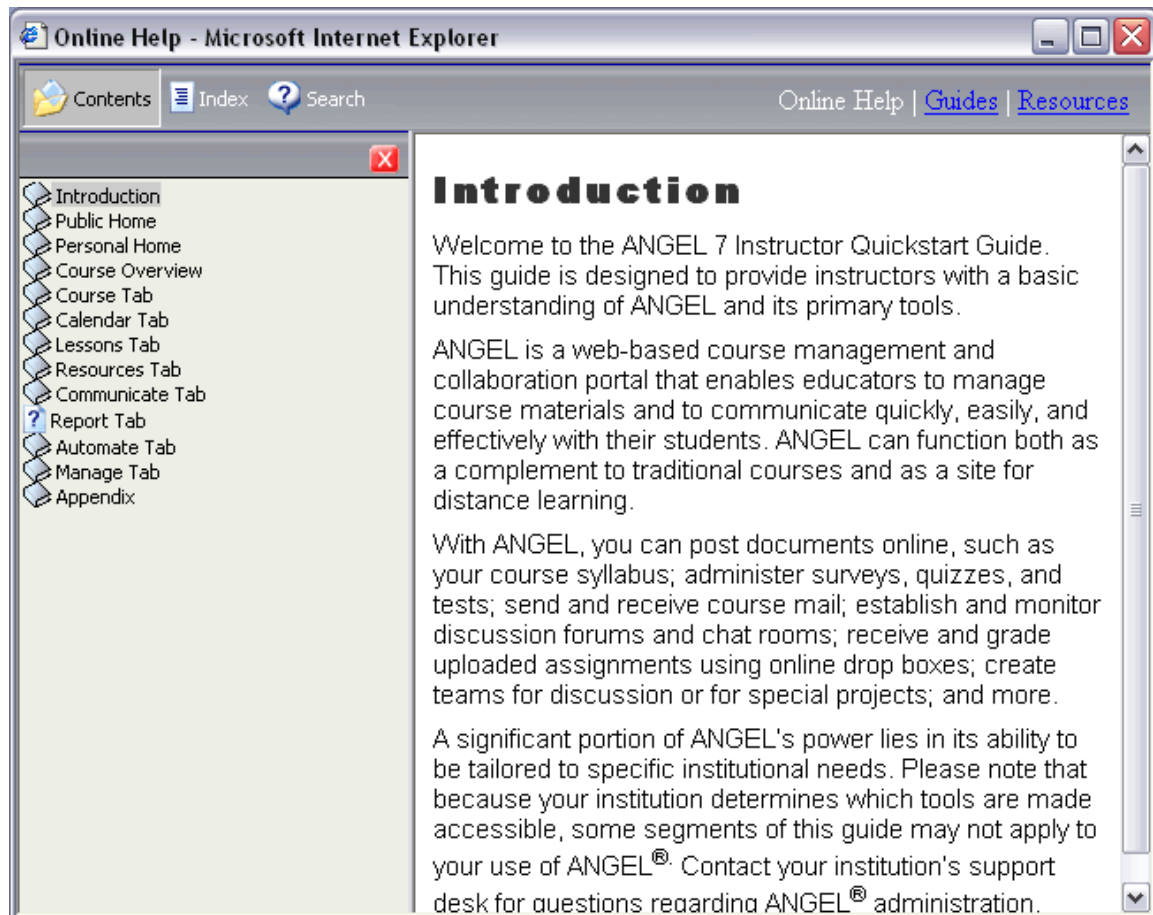 Online Help - Microsoft Internet Explorer
Contents Index Search Online Help | Guides | Resources
Introduction
Public Home
Personal Home
Course Overview
Course Tab
Calendar Tab
Lessons Tab
Resources Tab
Communicate Tab
Report Tab
Automate Tab
Manage Tab
Appendix
Introduction
Welcome to the ANGEL 7 Instructor Quickstart Guide.
This guide is designed to provide instructors with a basic
understanding of ANGEL and its primary tools.
ANGEL is a web-based course management and
collaboration portal that enables educators to manage
course materials and to communicate quickly, easily, and
effectively with their students. ANGEL can function both as
a complement to traditional courses and as a site for
distance learning.
With ANGEL, you can post documents online, such as
your course syllabus; administer surveys, quizzes, and
tests; send and receive course mail; establish and monitor
discussion forums and chat rooms; receive and grade
uploaded assignments using online drop boxes; create
teams for discussion or for special projects; and more.
A significant portion of ANGEL's power lies in its ability to
be tailored to specific institutional needs. Please note that
because your institution determines which tools are made
accessible, some segments of this guide may not apply to
your use of ANGEL®. Contact your institution's support
desk for questions regarding ANGEL® administration.